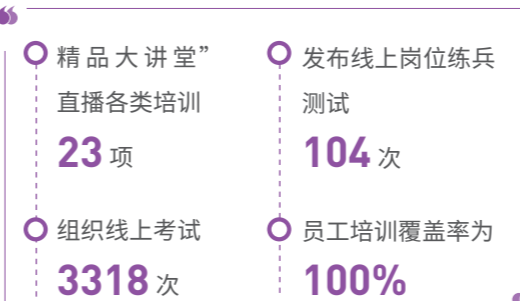 精品大讲堂”
直播各类培训
23 项
发布线上岗位练兵
测试
104 次
组织线上考试
3318 次
员工培训覆盖率为
100%